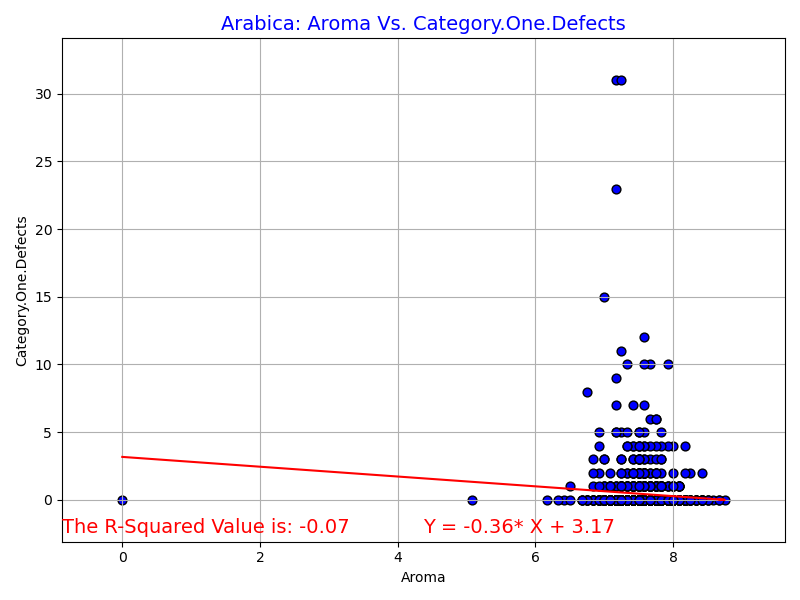 Arabica: Aroma Vs. Category.One.Defects
Category.One.Defects
30
25
20
15
10
5
0
The R-Squared Value is: -0.07
Y = -0.36* X + 3.17
0
2
4
6
8
Aroma